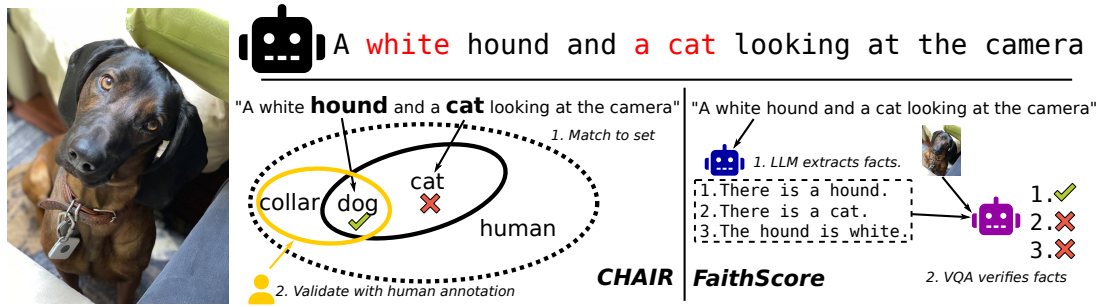 A white hound and a cat looking at the camera
"A white hound and a cat looking at the camera"
1. Match to set
cat
collar
dog
human
2. Validate with human annotation
CHAIR
"A white hound and a cat looking at the camera"
1. LLM extracts facts.
1.There is a hound.
2.There is a cat.
3.The hound is white.
1.
2.
3.
2. VQA verifies facts
FaithScore